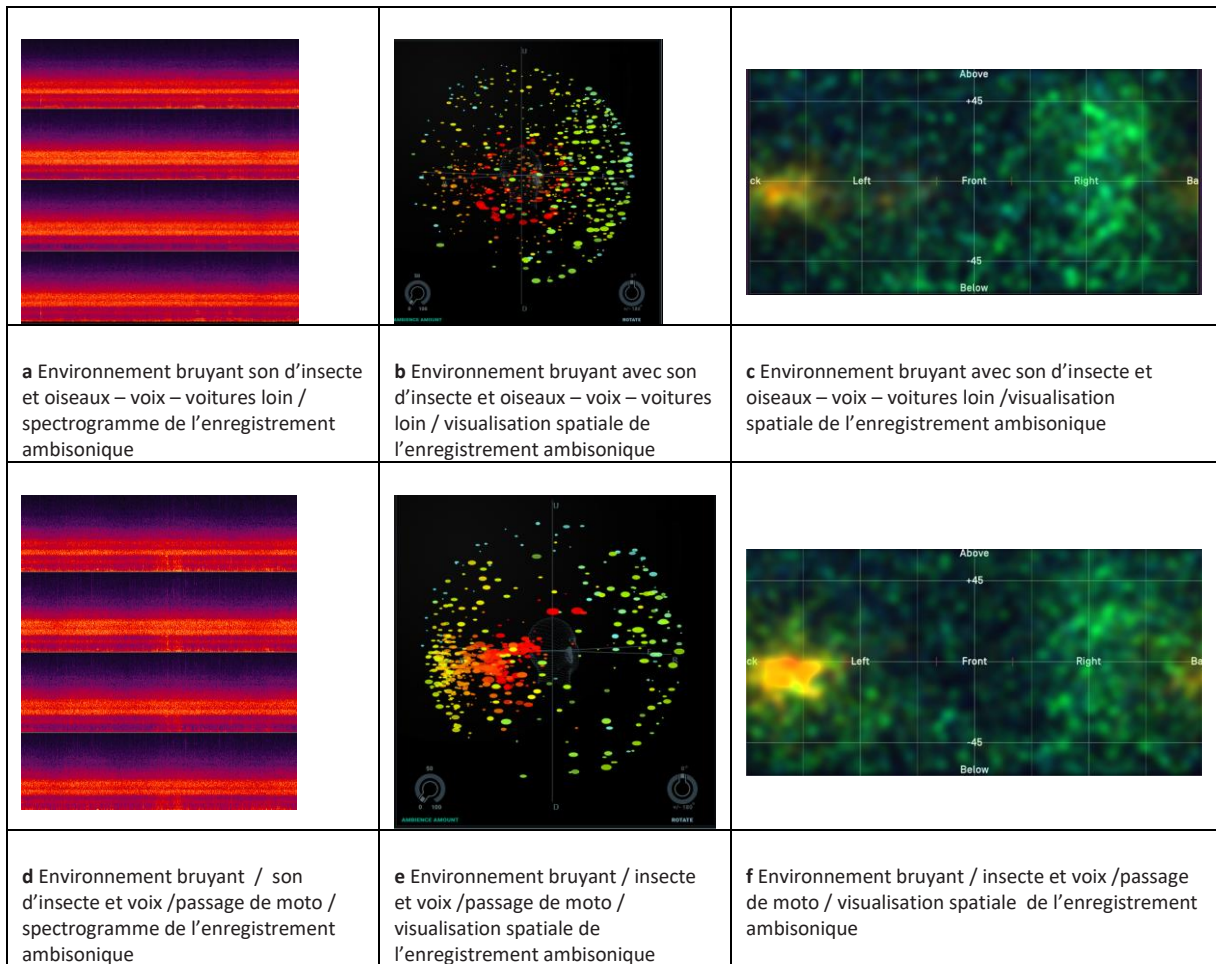 U
50
0 100
AMBIENCE AMOUNT
D
0°
+/- 180°
ROTATE
Above
+45
ck Left Front Right Ba
-45
Below
a Environnement bruyant son d’insecte
et oiseaux – voix – voitures loin /
spectrogramme de l’enregistrement
ambisonique
b Environnement bruyant avec son
d’insecte et oiseaux – voix – voitures
loin / visualisation spatiale de
l’enregistrement ambisonique
c Environnement bruyant avec son d’insecte et
oiseaux – voix – voitures loin /visualisation
spatiale de l’enregistrement ambisonique
U
50
0 100
AMBIENCE AMOUNT
D
0°
+/- 180°
ROTATE
Above
+45
ck Left Front Right Ba
-45
Below
d Environnement bruyant / son
d’insecte et voix /passage de moto /
spectrogramme de l’enregistrement
ambisonique
e Environnement bruyant / insecte
et voix /passage de moto /
visualisation spatiale de
l’enregistrement ambisonique
f Environnement bruyant / insecte et voix /passage
de moto / visualisation spatiale de l’enregistrement
ambisonique